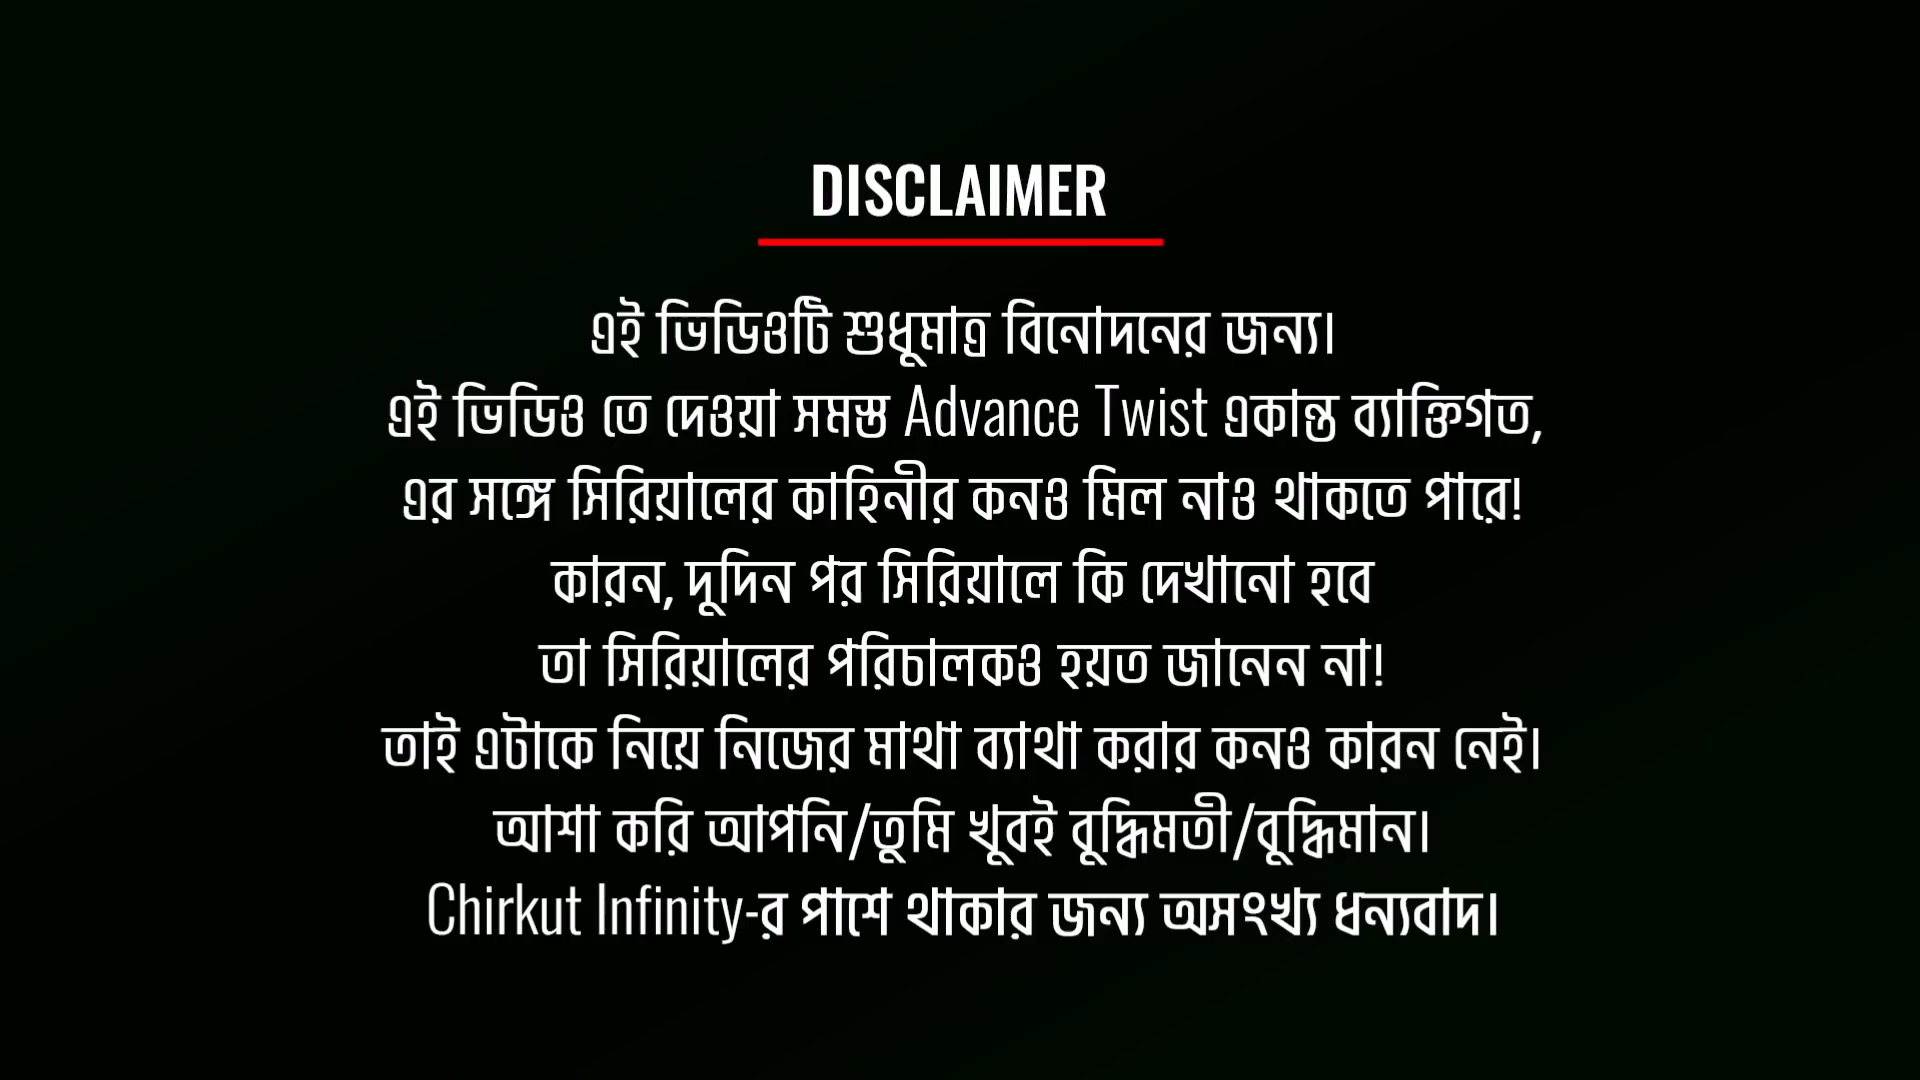 DISCLAIMER
এই ভিডিওটি শুধুমাত্র বিনোদনের জন্য।
এই ভিডিও তে দেওয়া সমস্ত Advance Twist একান্ত ব্যাক্তিগত,
এর সঙ্গে সিরিয়ালের কাহিনীর কনও মিল নাও থাকতে পারে!
কারন, দুদিন পর সিরিয়ালে কি দেখানো হবে
তা সিরিয়ালের পরিচালকও হয়ত জানেন না!
তাই এটাকে নিয়ে নিজের মাথা ব্যাথা করার কনও কারন নেই।
আশা করি আপনি/তুমি খুবই বুদ্ধিমতী/বুদ্ধিমান।
Chirkut Infinity-র পাশে থাকার জন্য অসংখ্য ধন্যবাদ।